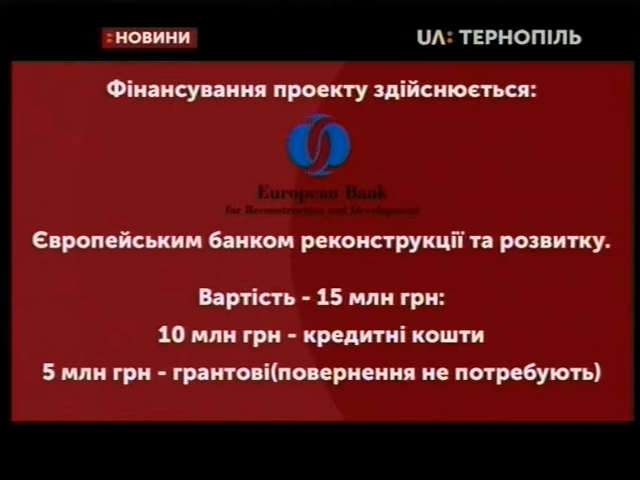 :НОВИНИ
UA: ТЕРНОПІЛЬ
Фінансування проекту здійснюється:
European Bank
for Reconstruction and Development
Європейським банком реконструкції та розвитку.
Вартість - 15 млн грн:
10 млн грн - кредитні кошти
5 млн грн - грантові(повернення не потребують)